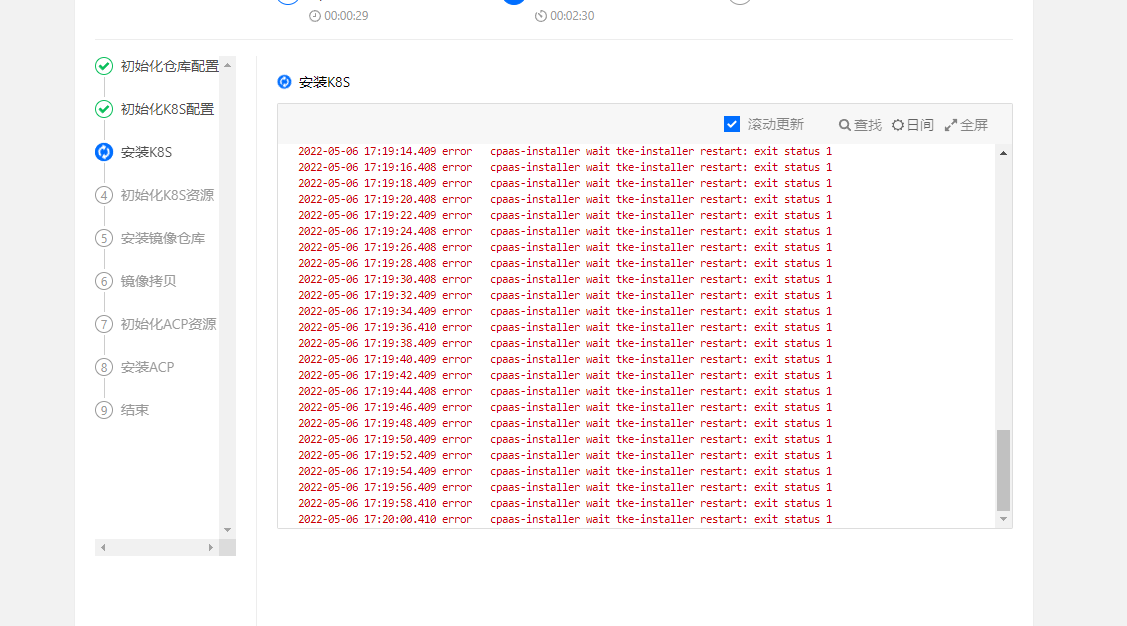 00:00:29
00:02:30
初始化仓库配置
初始化K8S配置
安装K8S
4 初始化K8S资源
5 安装镜像仓库
6 镜像拷贝
7 初始化ACP资源
8 安装ACP
9 结束
安装K8S
滚动更新 查找 日间 全屏
2022-05-06 17:19:14.409 error cpaas-installer wait tke-installer restart: exit status 1
2022-05-06 17:19:16.408 error cpaas-installer wait tke-installer restart: exit status 1
2022-05-06 17:19:18.409 error cpaas-installer wait tke-installer restart: exit status 1
2022-05-06 17:19:20.408 error cpaas-installer wait tke-installer restart: exit status 1
2022-05-06 17:19:22.409 error cpaas-installer wait tke-installer restart: exit status 1
2022-05-06 17:19:24.408 error cpaas-installer wait tke-installer restart: exit status 1
2022-05-06 17:19:26.408 error cpaas-installer wait tke-installer restart: exit status 1
2022-05-06 17:19:28.408 error cpaas-installer wait tke-installer restart: exit status 1
2022-05-06 17:19:30.408 error cpaas-installer wait tke-installer restart: exit status 1
2022-05-06 17:19:32.409 error cpaas-installer wait tke-installer restart: exit status 1
2022-05-06 17:19:34.409 error cpaas-installer wait tke-installer restart: exit status 1
2022-05-06 17:19:36.410 error cpaas-installer wait tke-installer restart: exit status 1
2022-05-06 17:19:38.409 error cpaas-installer wait tke-installer restart: exit status 1
2022-05-06 17:19:40.409 error cpaas-installer wait tke-installer restart: exit status 1
2022-05-06 17:19:42.409 error cpaas-installer wait tke-installer restart: exit status 1
2022-05-06 17:19:44.408 error cpaas-installer wait tke-installer restart: exit status 1
2022-05-06 17:19:46.409 error cpaas-installer wait tke-installer restart: exit status 1
2022-05-06 17:19:48.409 error cpaas-installer wait tke-installer restart: exit status 1
2022-05-06 17:19:50.409 error cpaas-installer wait tke-installer restart: exit status 1
2022-05-06 17:19:52.409 error cpaas-installer wait tke-installer restart: exit status 1
2022-05-06 17:19:54.409 error cpaas-installer wait tke-installer restart: exit status 1
2022-05-06 17:19:56.409 error cpaas-installer wait tke-installer restart: exit status 1
2022-05-06 17:19:58.410 error cpaas-installer wait tke-installer restart: exit status 1
2022-05-06 17:20:00.410 error cpaas-installer wait tke-installer restart: exit status 1